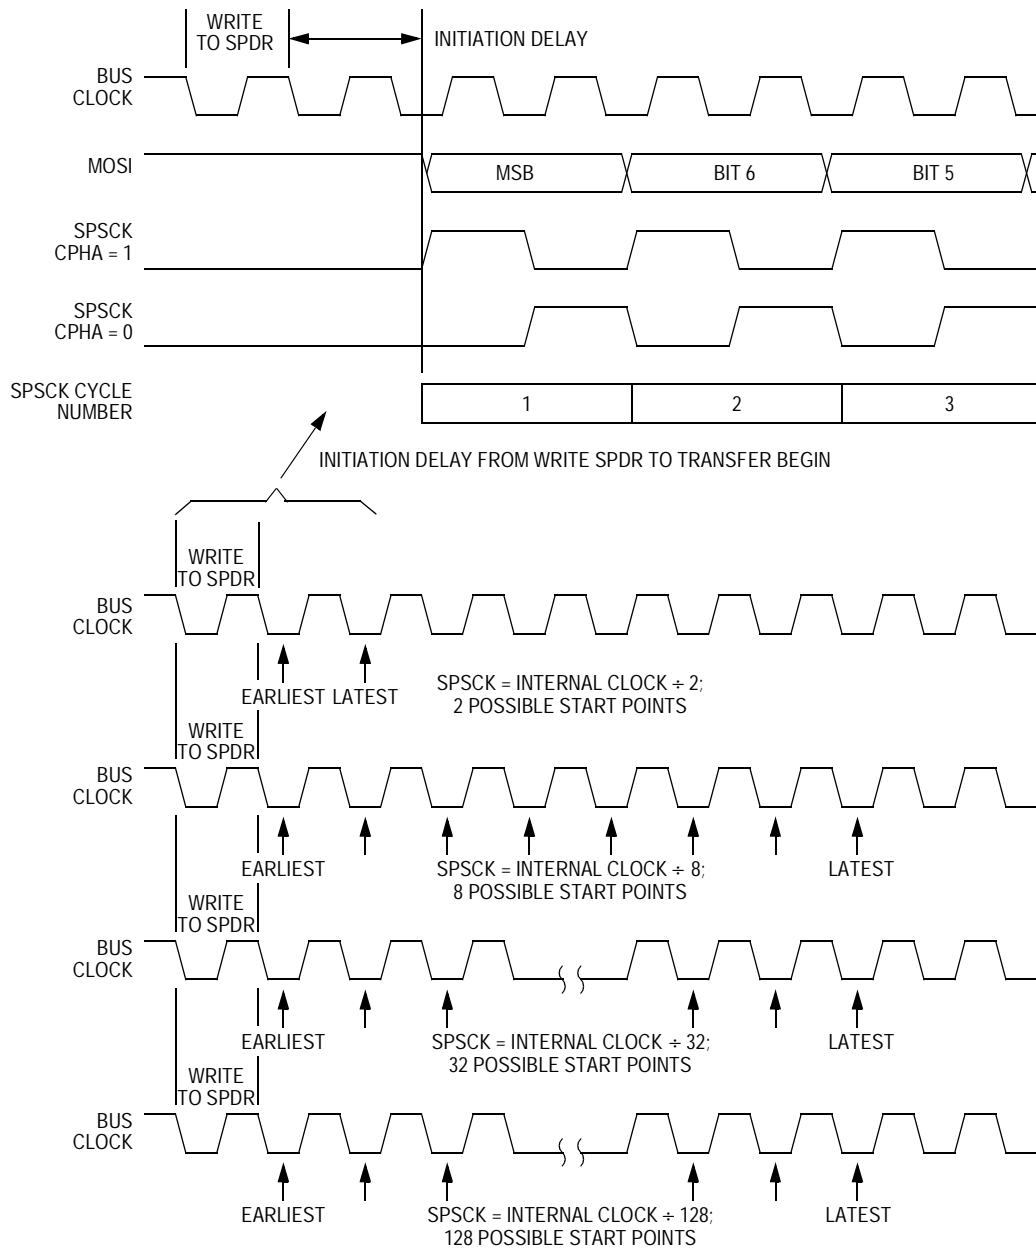 WRITE
TO SPDR
INITIATION DELAY
BUS
CLOCK
MOSI
MSB
BIT 6
BIT 5
SPSCK
CPHA = 1
SPSCK
CPHA = 0
SPSCK CYCLE
NUMBER
1
2
3
INITIATION DELAY FROM WRITE SPDR TO TRANSFER BEGIN
WRITE
TO SPDR
BUS
CLOCK
EARLIEST
LATEST
SPSCK = INTERNAL CLOCK ÷ 2;
2 POSSIBLE START POINTS
WRITE
TO SPDR
BUS
CLOCK
EARLIEST
SPSCK = INTERNAL CLOCK ÷ 8;
8 POSSIBLE START POINTS
LATEST
WRITE
TO SPDR
BUS
CLOCK
EARLIEST
SPSCK = INTERNAL CLOCK ÷ 32;
32 POSSIBLE START POINTS
LATEST
WRITE
TO SPDR
BUS
CLOCK
EARLIEST
SPSCK = INTERNAL CLOCK ÷ 128;
128 POSSIBLE START POINTS
LATEST